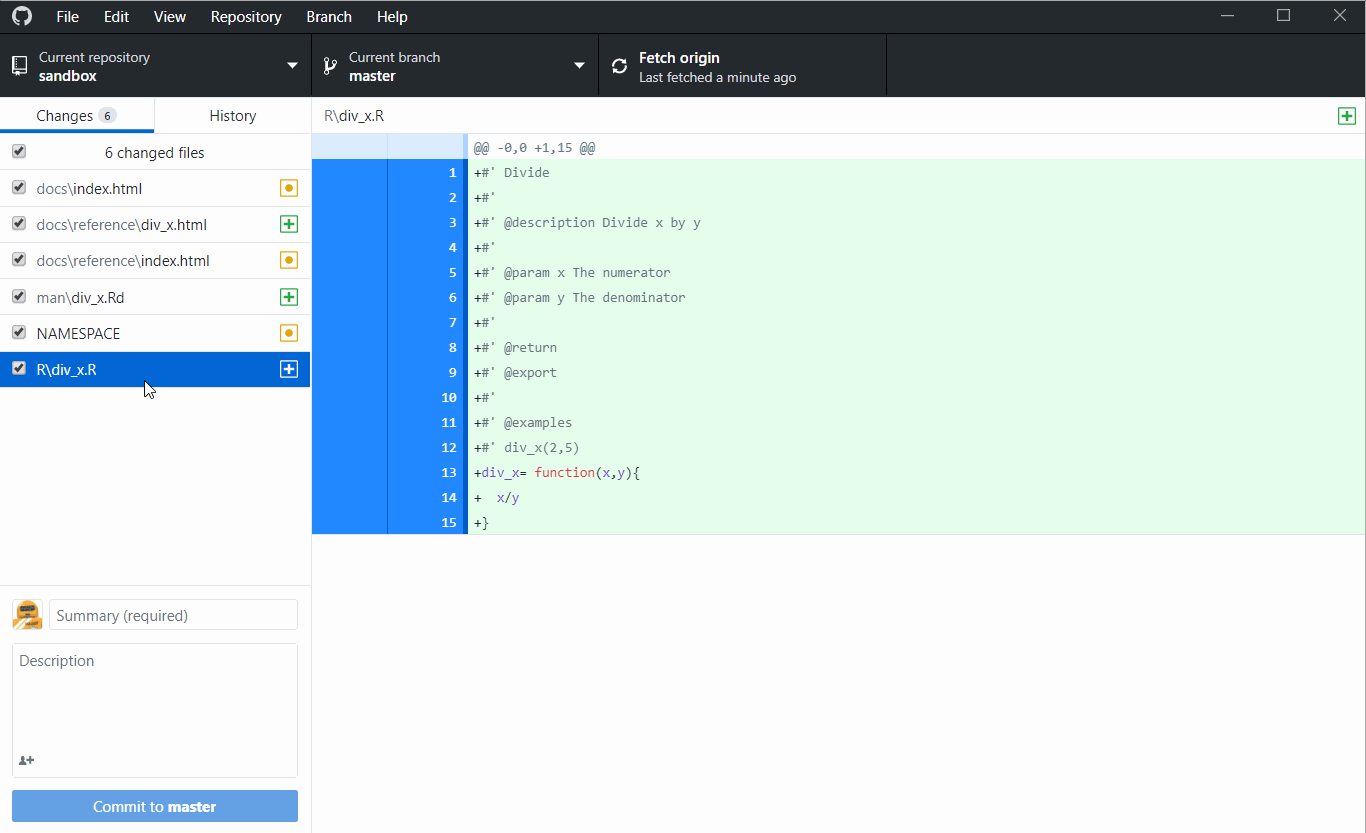 File Edit View Repository Branch Help
Current repository
sandbox
Current branch
master
Fetch origin
Last fetched a minute ago
Changes 6
History
R\div_x.R
6 changed files
docs\index.html
docs\reference\div_x.html
docs\reference\index.html
man\div_x.Rd
NAMESPACE
R\div_x.R
@@ -0,0 +1,15 @@
1 +#' Divide
2 +#'
3 +#' @description Divide x by y
4 +#'
5 +#' @param x The numerator
6 +#' @param y The denominator
7 +#'
8 +#' @return
9 +#' @export
10 +#'
11 +#' @examples
12 +#' div_x(2,5)
13 +div_x= function(x,y){
14 +  x/y
15 +}
Summary (required)
Description
Commit to master